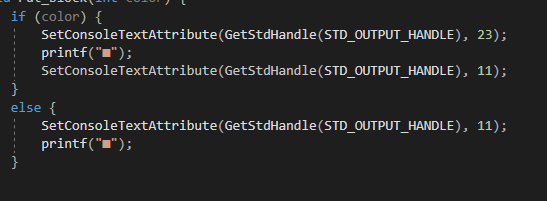 put_block(int color) {
if (color) {
SetConsoleTextAttribute(GetStdHandle(STD_OUTPUT_HANDLE), 23);
printf("■");
SetConsoleTextAttribute(GetStdHandle(STD_OUTPUT_HANDLE), 11);
}
else {
SetConsoleTextAttribute(GetStdHandle(STD_OUTPUT_HANDLE), 11);
printf("■");
}